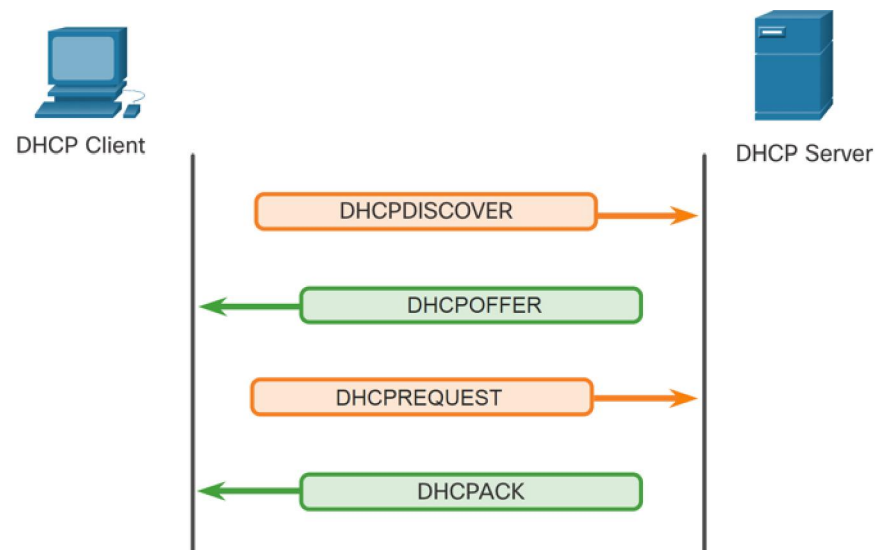 DHCP Client
DHCP Server
DHCPDISCOVER
DHCPOFFER
DHCPREQUEST
DHCPACK